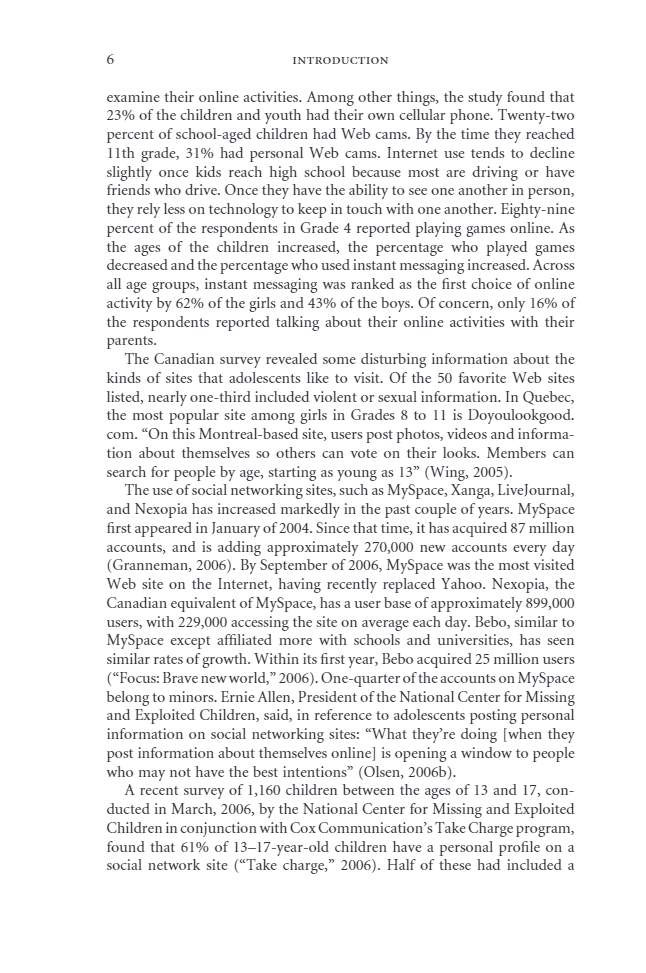 6 INTRODUCTION
examine their online activities. Among other things, the study found that
23% of the children and youth had their own cellular phone. Twenty-two
percent of school-aged children had Web cams. By the time they reached
11th grade, 31% had personal Web cams. Internet use tends to decline
slightly once kids reach high school because most are driving or have
friends who drive. Once they have the ability to see one another in person,
they rely less on technology to keep in touch with one another. Eighty-nine
percent of the respondents in Grade 4 reported playing games online. As
the ages of the children increased, the percentage who played games
decreased and the percentage who used instant messaging increased. Across
all age groups, instant messaging was ranked as the first choice of online
activity by 62% of the girls and 43% of the boys. Of concern, only 16% of
the respondents reported talking about their online activities with their
parents.
The Canadian survey revealed some disturbing information about the
kinds of sites that adolescents like to visit. Of the 50 favorite Web sites
listed, nearly one-third included violent or sexual information. In Quebec,
the most popular site among girls in Grades 8 to 11 is Doyoulookgood.
com. “On this Montreal-based site, users post photos, videos and informa-
tion about themselves so others can vote on their looks. Members can
search for people by age, starting as young as 13” (Wing, 2005).
The use of social networking sites, such as MySpace, Xanga, LiveJournal,
and Nexopia has increased markedly in the past couple of years. MySpace
first appeared in January of 2004. Since that time, it has acquired 87 million
accounts, and is adding approximately 270,000 new accounts every day
(Granneman, 2006). By September of 2006, MySpace was the most visited
Web site on the Internet, having recently replaced Yahoo. Nexopia, the
Canadian equivalent of MySpace, has a user base of approximately 899,000
users, with 229,000 accessing the site on average each day. Bebo, similar to
MySpace except affiliated more with schools and universities, has seen
similar rates of growth. Within its first year, Bebo acquired 25 million users
(“Focus: Brave new world,” 2006). One-quarter of the accounts on MySpace
belong to minors. Ernie Allen, President of the National Center for Missing
and Exploited Children, said, in reference to adolescents posting personal
information on social networking sites: “What they’re doing [when they
post information about themselves online] is opening a window to people
who may not have the best intentions” (Olsen, 2006b).
A recent survey of 1,160 children between the ages of 13 and 17, con-
ducted in March, 2006, by the National Center for Missing and Exploited
Children in conjunction with Cox Communication’s Take Charge program,
found that 61% of 13–17-year-old children have a personal profile on a
social network site (“Take charge,” 2006). Half of these had included a